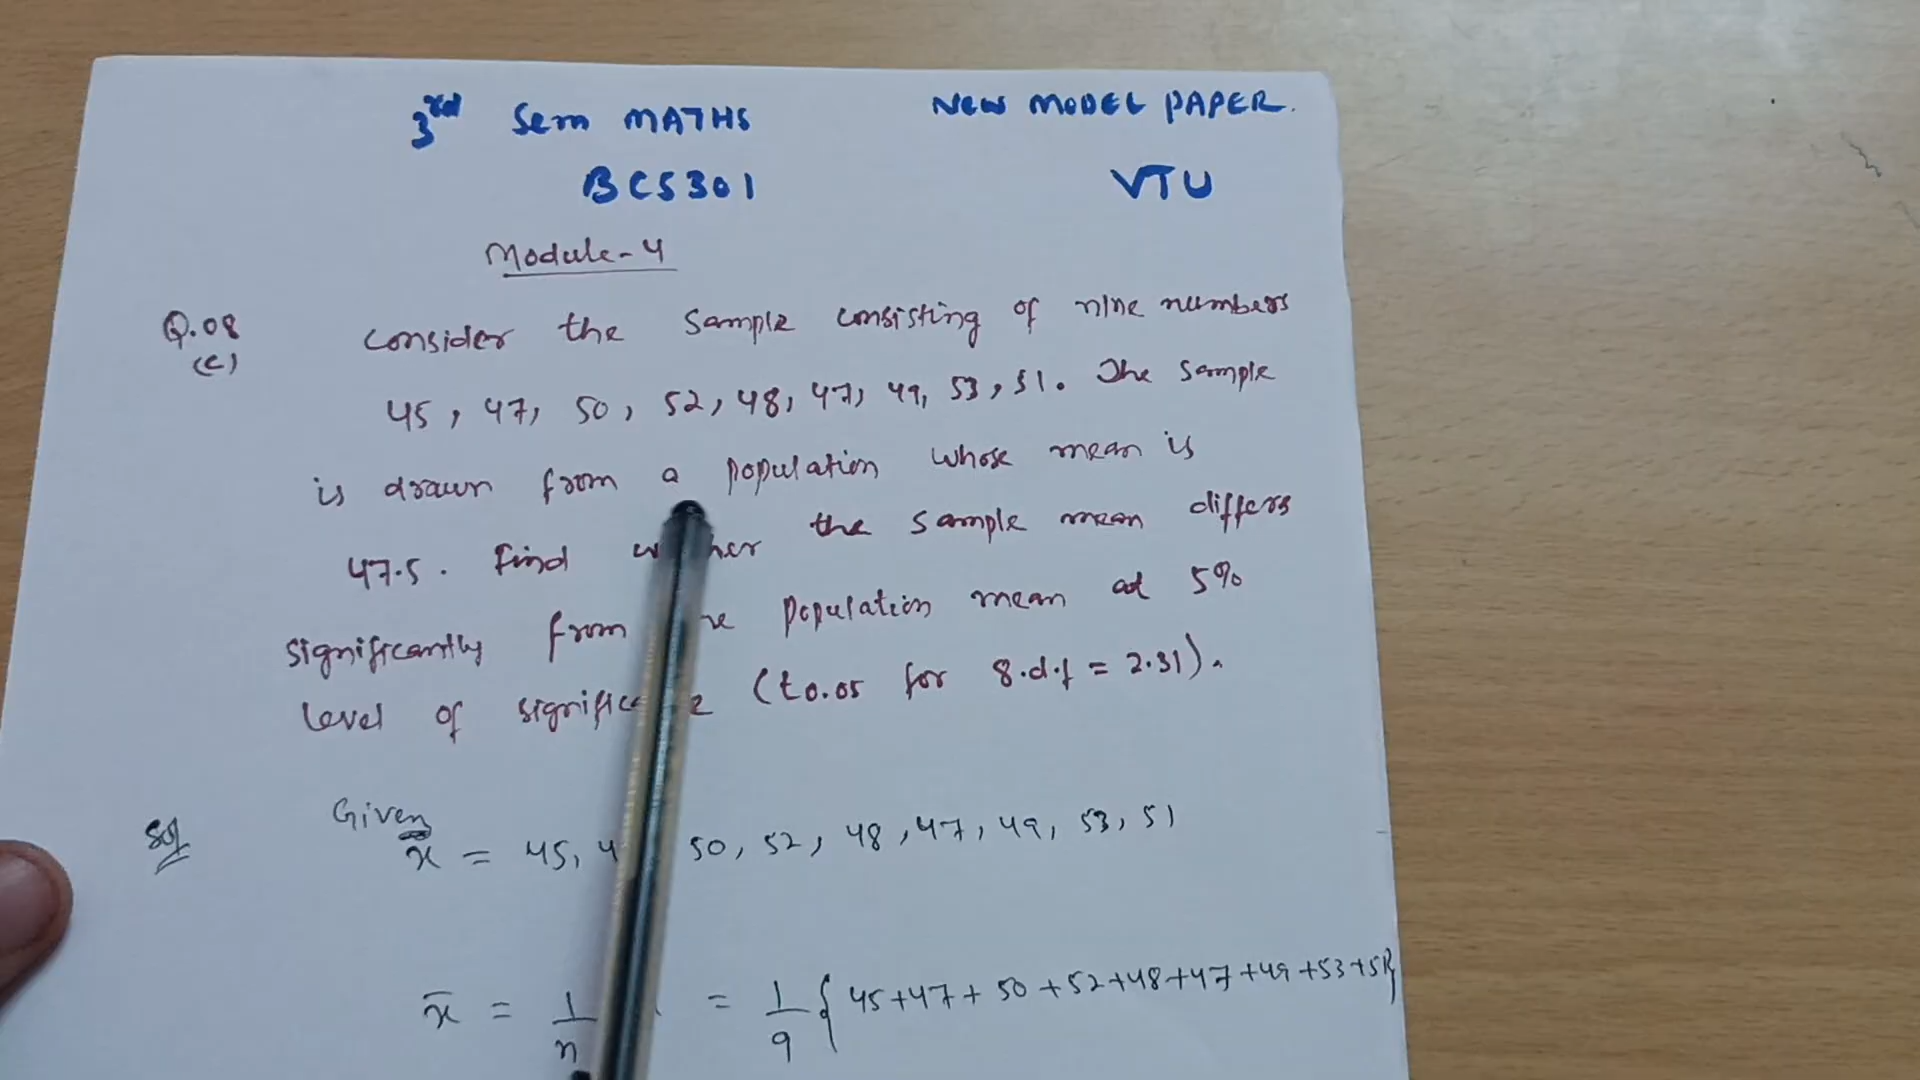 3rd Sem MATHS NEW MODEL PAPER.
BCS301 VTU
Module-4
Q.08 Consider the Sample consisting of nine numbers
(c) 45, 47, 50, 52, 48, 47, 49, 53, 51. The Sample
is drawn from a population whose mean is
47.5. Find the sample mean differs
significantly from population mean at 5%
level of (t0.05 for 8.d.f = 2.31).
Sol Given
x = 45, 50, 52, 48, 47, 49, 53, 51
x̄ = 1/n = 1/9 { 45+47+50+52+48+47+49+53+51}